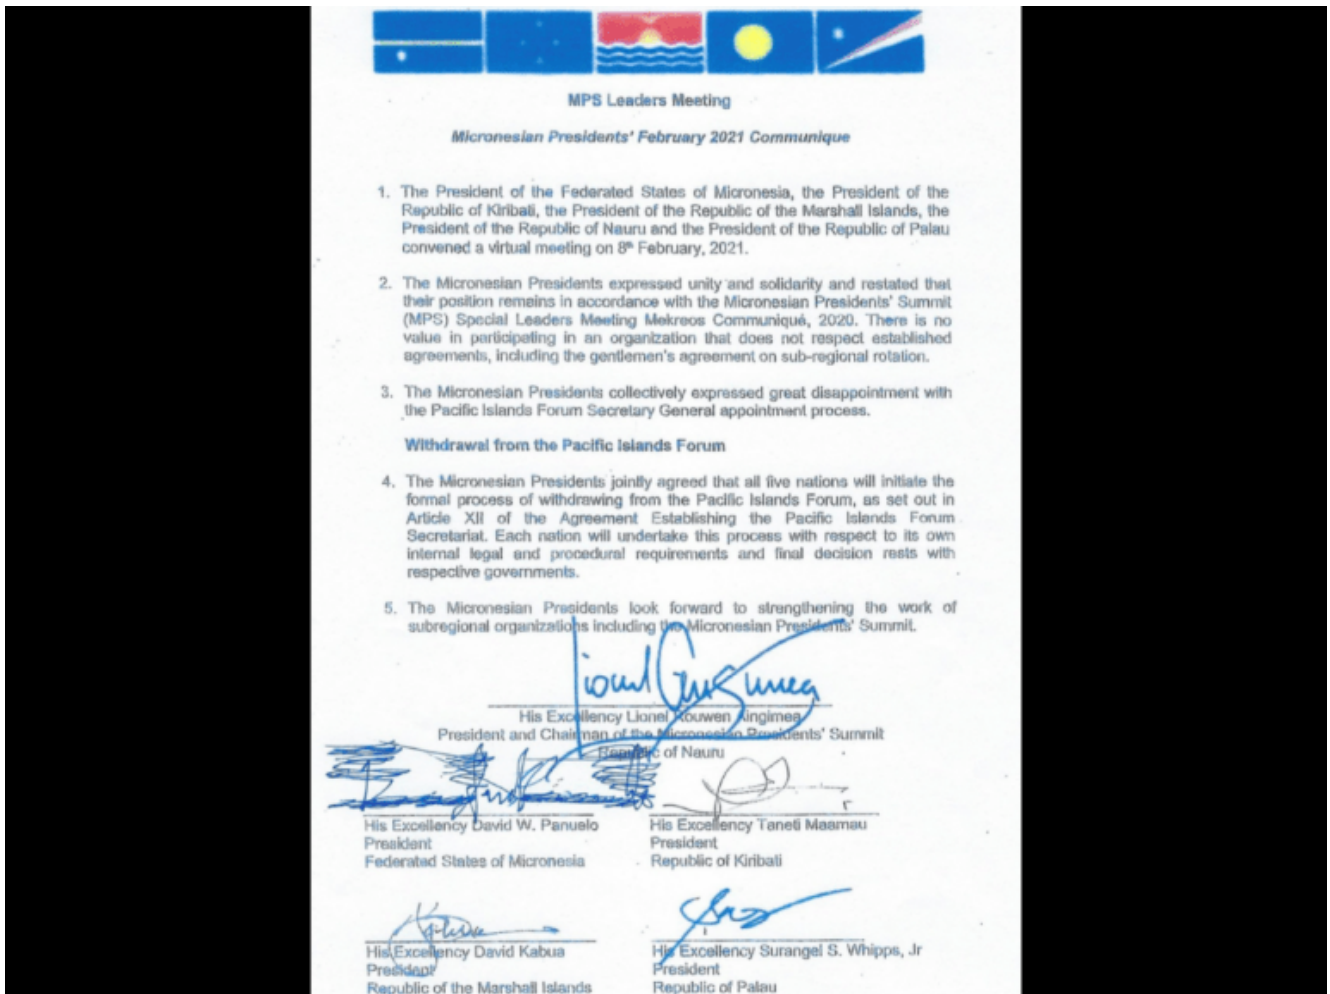 MPS Leaders Meeting
Micronesian Presidents' February 2021 Communique
1. The President of the Federated States of Micronesia, the President of the
Republic of Kiribati, the President of the Republic of the Marshall Islands, the
President of the Republic of Nauru and the President of the Republic of Palau
convened a virtual meeting on 8th February, 2021.
2. The Micronesian Presidents expressed unity and solidarity and restated that
their position remains in accordance with the Micronesian Presidents' Summit
(MPS) Special Leaders Meeting Mekreos Communiqué, 2020. There is no
value in participating in an organization that does not respect established
agreements, including the gentlemen's agreement on sub-regional rotation.
3. The Micronesian Presidents collectively expressed great disappointment with
the Pacific Islands Forum Secretary General appointment process.
Withdrawal from the Pacific Islands Forum
4. The Micronesian Presidents jointly agreed that all five nations will initiate the
formal process of withdrawing from the Pacific Islands Forum, as set out in
Article XII of the Agreement Establishing the Pacific Islands Forum
Secretariat. Each nation will undertake this process with respect to its own
internal legal and procedural requirements and final decision rests with
respective governments.
5. The Micronesian Presidents look forward to strengthening the work of
subregional organizations including the Micronesian Presidents' Summit.
His Excellency Lionel Rouwen Aingimea
President and Chairman of the Micronesian Presidents' Summit
Republic of Nauru
His Excellency David W. Panuelo
President
Federated States of Micronesia
His Excellency Taneti Maamau
President
Republic of Kiribati
His Excellency David Kabua
President
Republic of the Marshall Islands
His Excellency Surangel S. Whipps, Jr
President
Republic of Palau